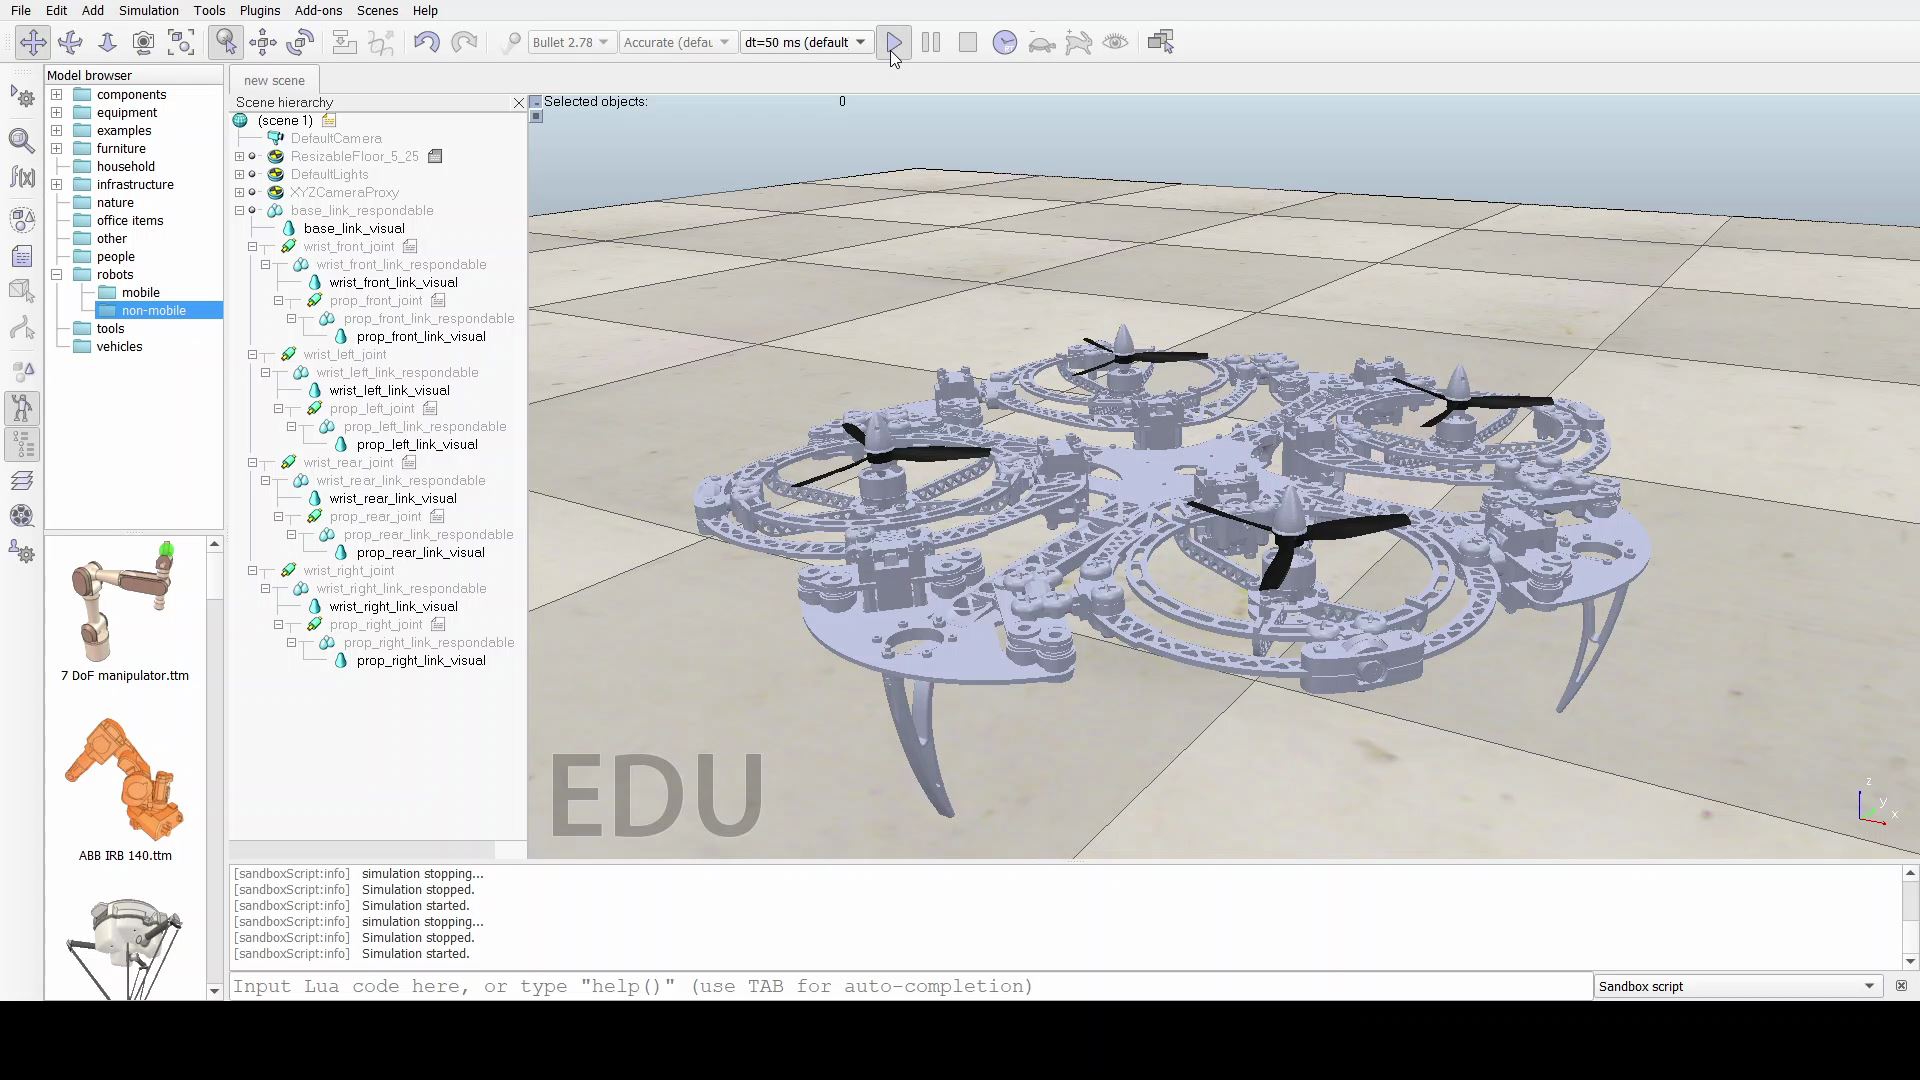 File Edit Add Simulation Tools Plugins Add-ons Scenes Help
Bullet 2.78 Accurate (defau dt=50 ms (default
Model browser
components
equipment
examples
furniture
household
infrastructure
nature
office items
other
people
robots
mobile
non-mobile
tools
vehicles
7 DoF manipulator.ttm
ABB IRB 140.ttm
new scene
Scene hierarchy
(scene 1)
DefaultCamera
ResizableFloor_5_25
DefaultLights
XYZCameraProxy
base_link_respondable
base_link_visual
wrist_front_joint
wrist_front_link_respondable
wrist_front_link_visual
prop_front_joint
prop_front_link_respondable
prop_front_link_visual
wrist_left_joint
wrist_left_link_respondable
wrist_left_link_visual
prop_left_joint
prop_left_link_respondable
prop_left_link_visual
wrist_rear_joint
wrist_rear_link_respondable
wrist_rear_link_visual
prop_rear_joint
prop_rear_link_respondable
prop_rear_link_visual
wrist_right_joint
wrist_right_link_respondable
wrist_right_link_visual
prop_right_joint
prop_right_link_respondable
prop_right_link_visual
Selected objects: 0
EDU
z
y
x
[sandboxScript:info] simulation stopping...
[sandboxScript:info] Simulation stopped.
[sandboxScript:info] Simulation started.
[sandboxScript:info] simulation stopping...
[sandboxScript:info] Simulation stopped.
[sandboxScript:info] Simulation started.
Input Lua code here, or type "help()" (use TAB for auto-completion)
Sandbox script